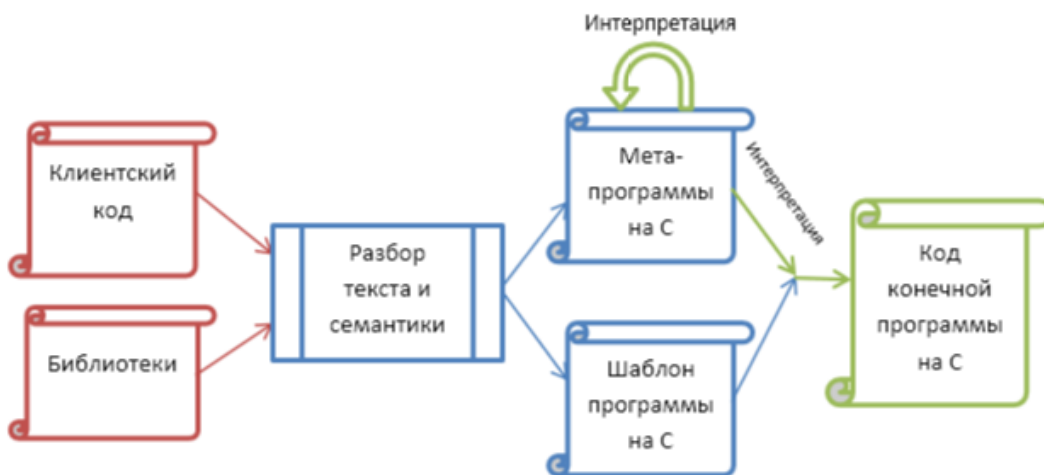 Интерпретация
Клиентский
код
Библиотеки
Разбор
текста и
семантики
Мета-
программы
на С
Шаблон
программы
на С
Интерпретация
Код
конечной
программы
на С